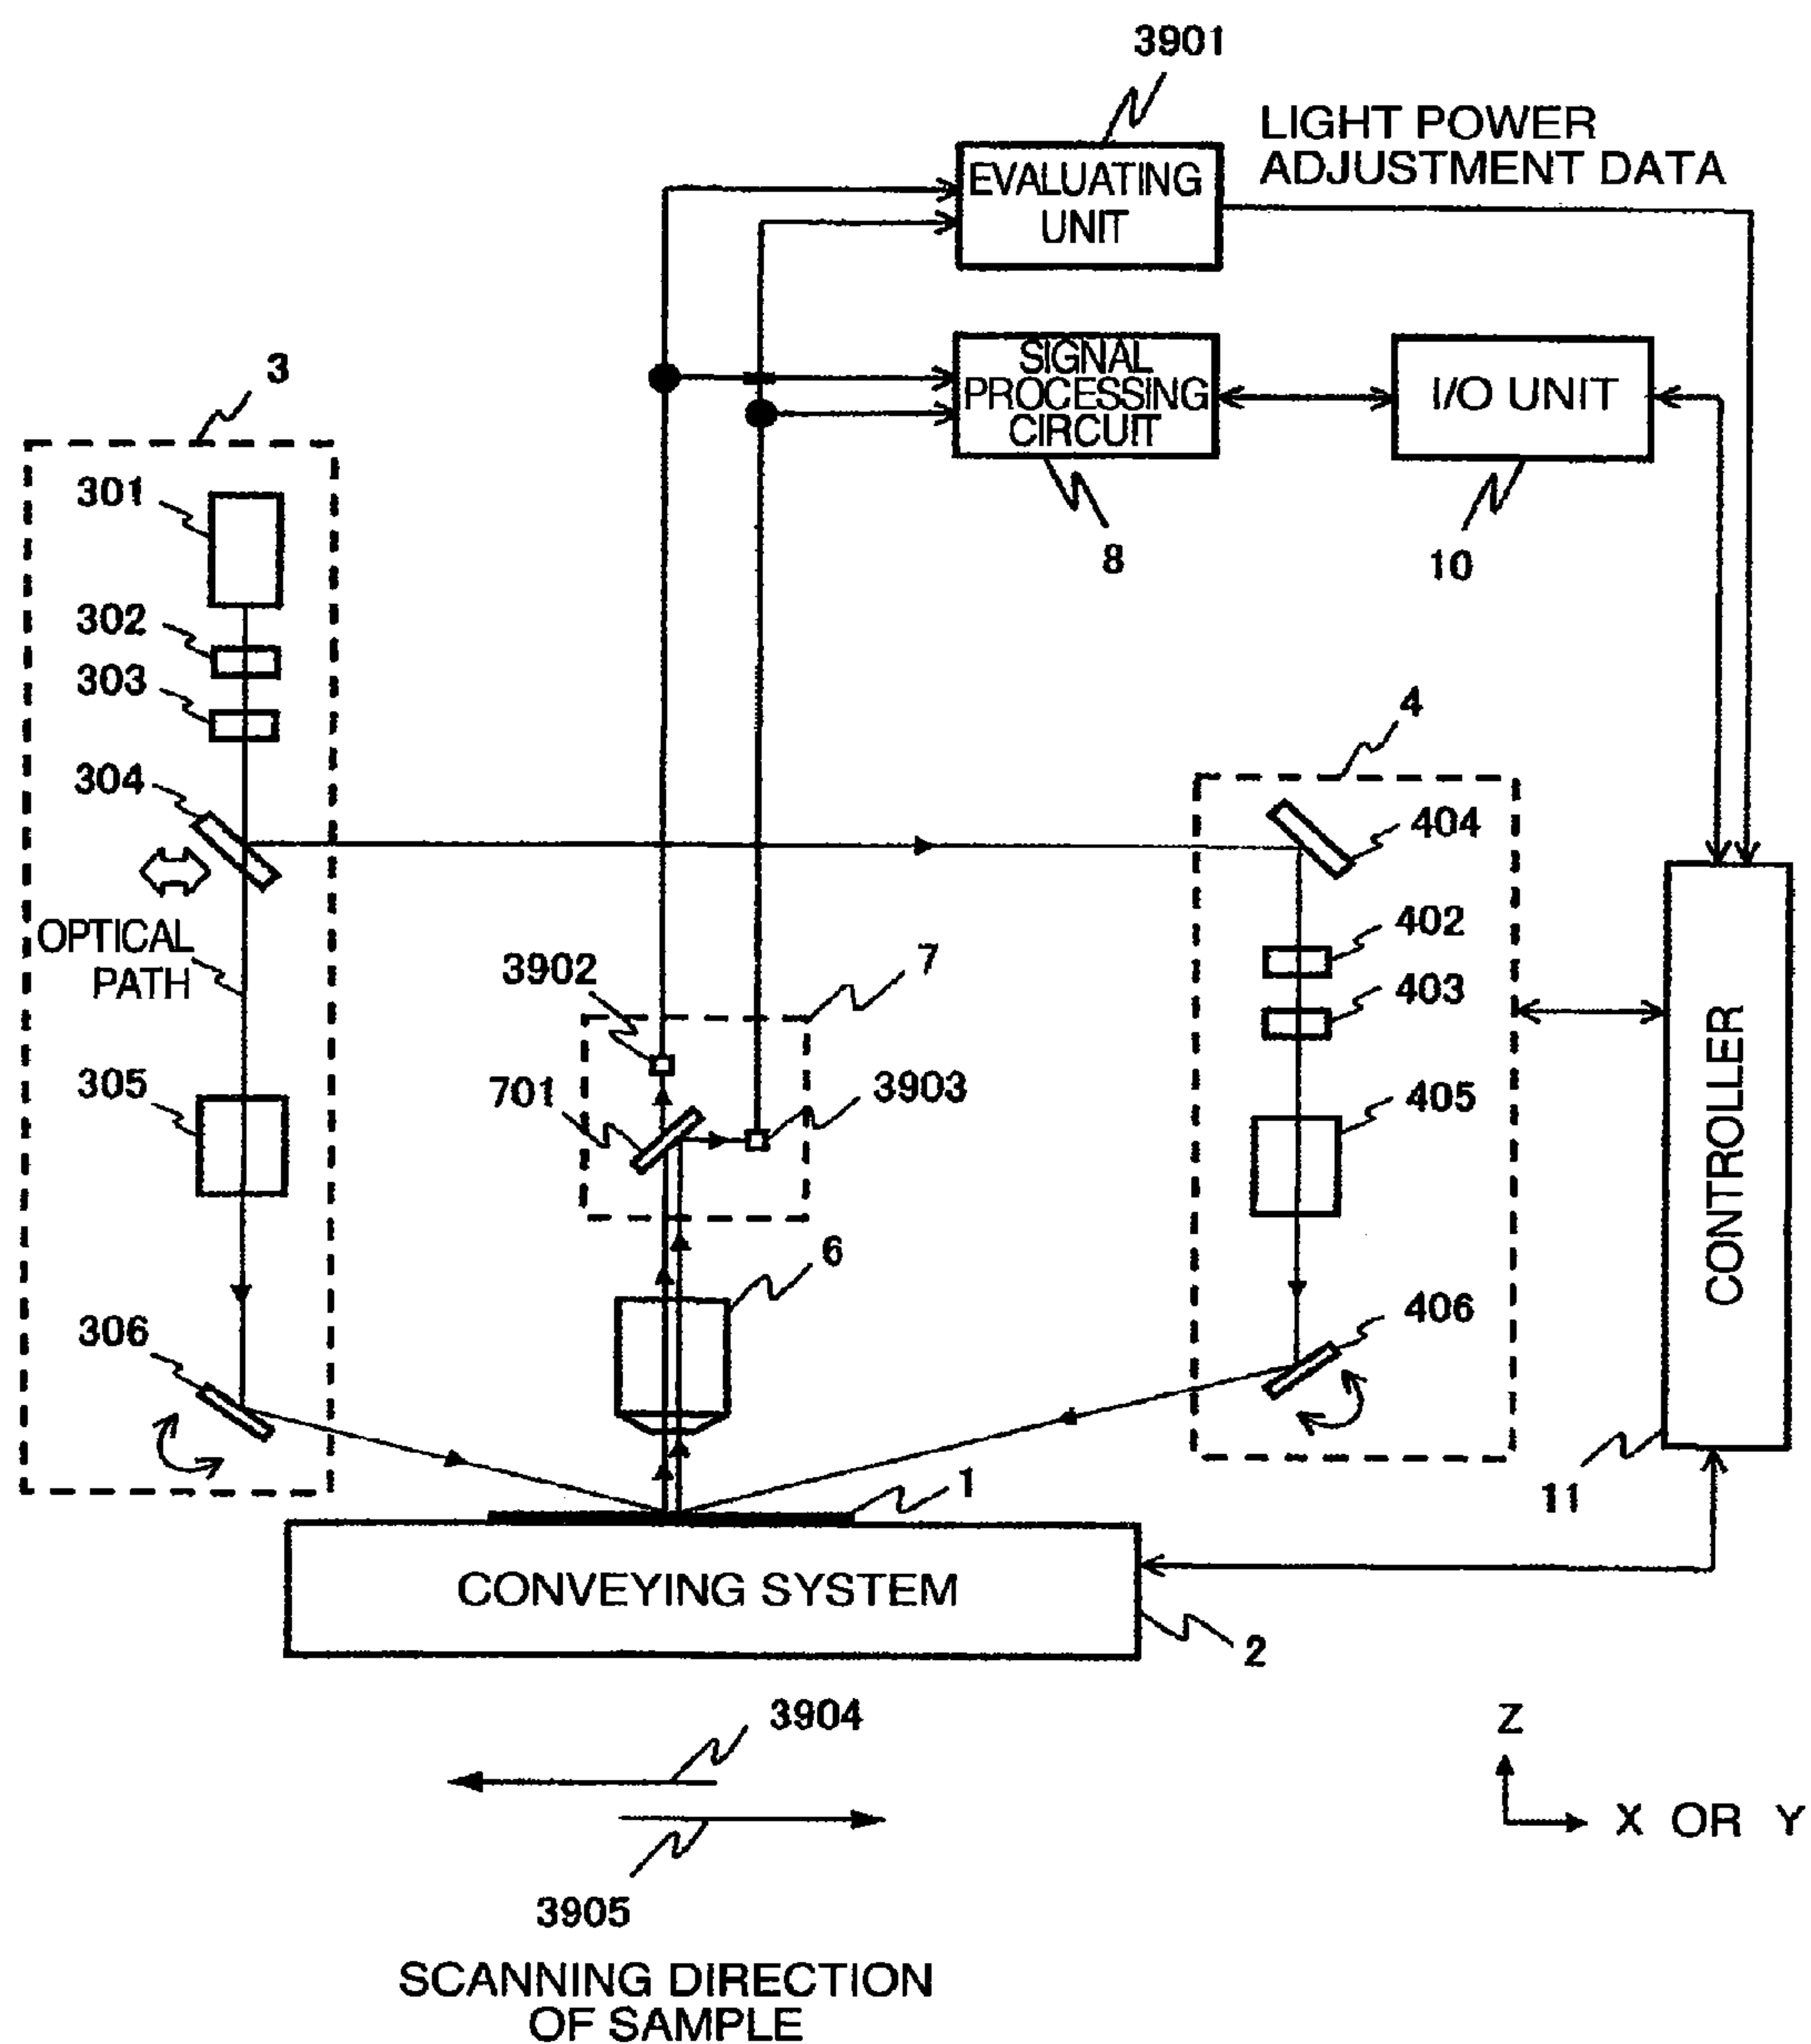 3901
LIGHT POWER
ADJUSTMENT DATA
EVALUATING
UNIT
3
SIGNAL
PROCESSING
CIRCUIT
I/O UNIT
301
8
10
302
303
4
304
404
OPTICAL
PATH
402
3902
7
403
305
701
3903
405
CONTROLLER
6
306
406
1
11
CONVEYING SYSTEM
2
3904
Z
X OR Y
3905
SCANNING DIRECTION
OF SAMPLE